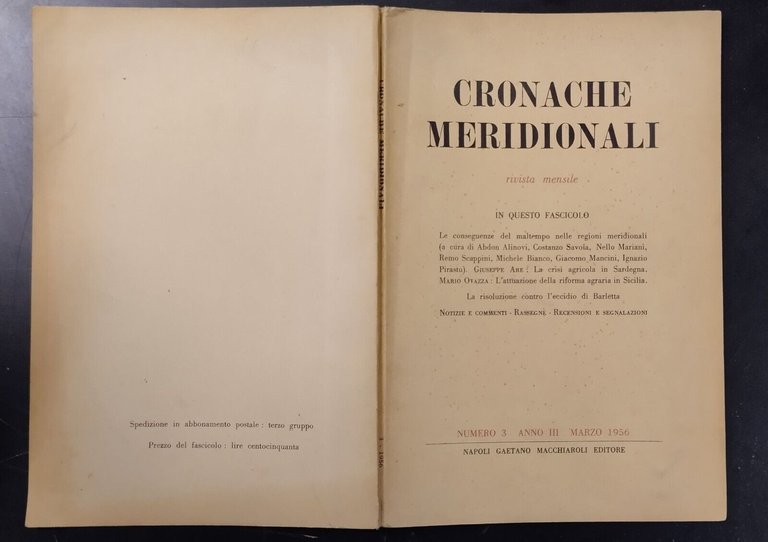 Spedizione in abbonamento postale : terzo gruppo
Prezzo del fascicolo : lire centocinquanta
CRONACHE MERIDIONALI
3 - 1956
CRONACHE
MERIDIONALI
rivista mensile
IN QUESTO FASCICOLO
Le conseguenze del maltempo nelle regioni meridionali
(a cura di Abdon Alinovi, Costanzo Savoia, Nello Mariani,
Remo Scappini, Michele Bianco, Giacomo Mancini, Ignazio
Pirastu). GIUSEPPE ARE : La crisi agricola in Sardegna.
MARIO OVAZZA : L'attuazione della riforma agraria in Sicilia.
La risoluzione contro l'eccidio di Barletta
NOTIZIE E COMMENTI - RASSEGNE - RECENSIONI E SEGNALAZIONI
NUMERO 3 ANNO III MARZO 1956
NAPOLI GAETANO MACCHIAROLI EDITORE